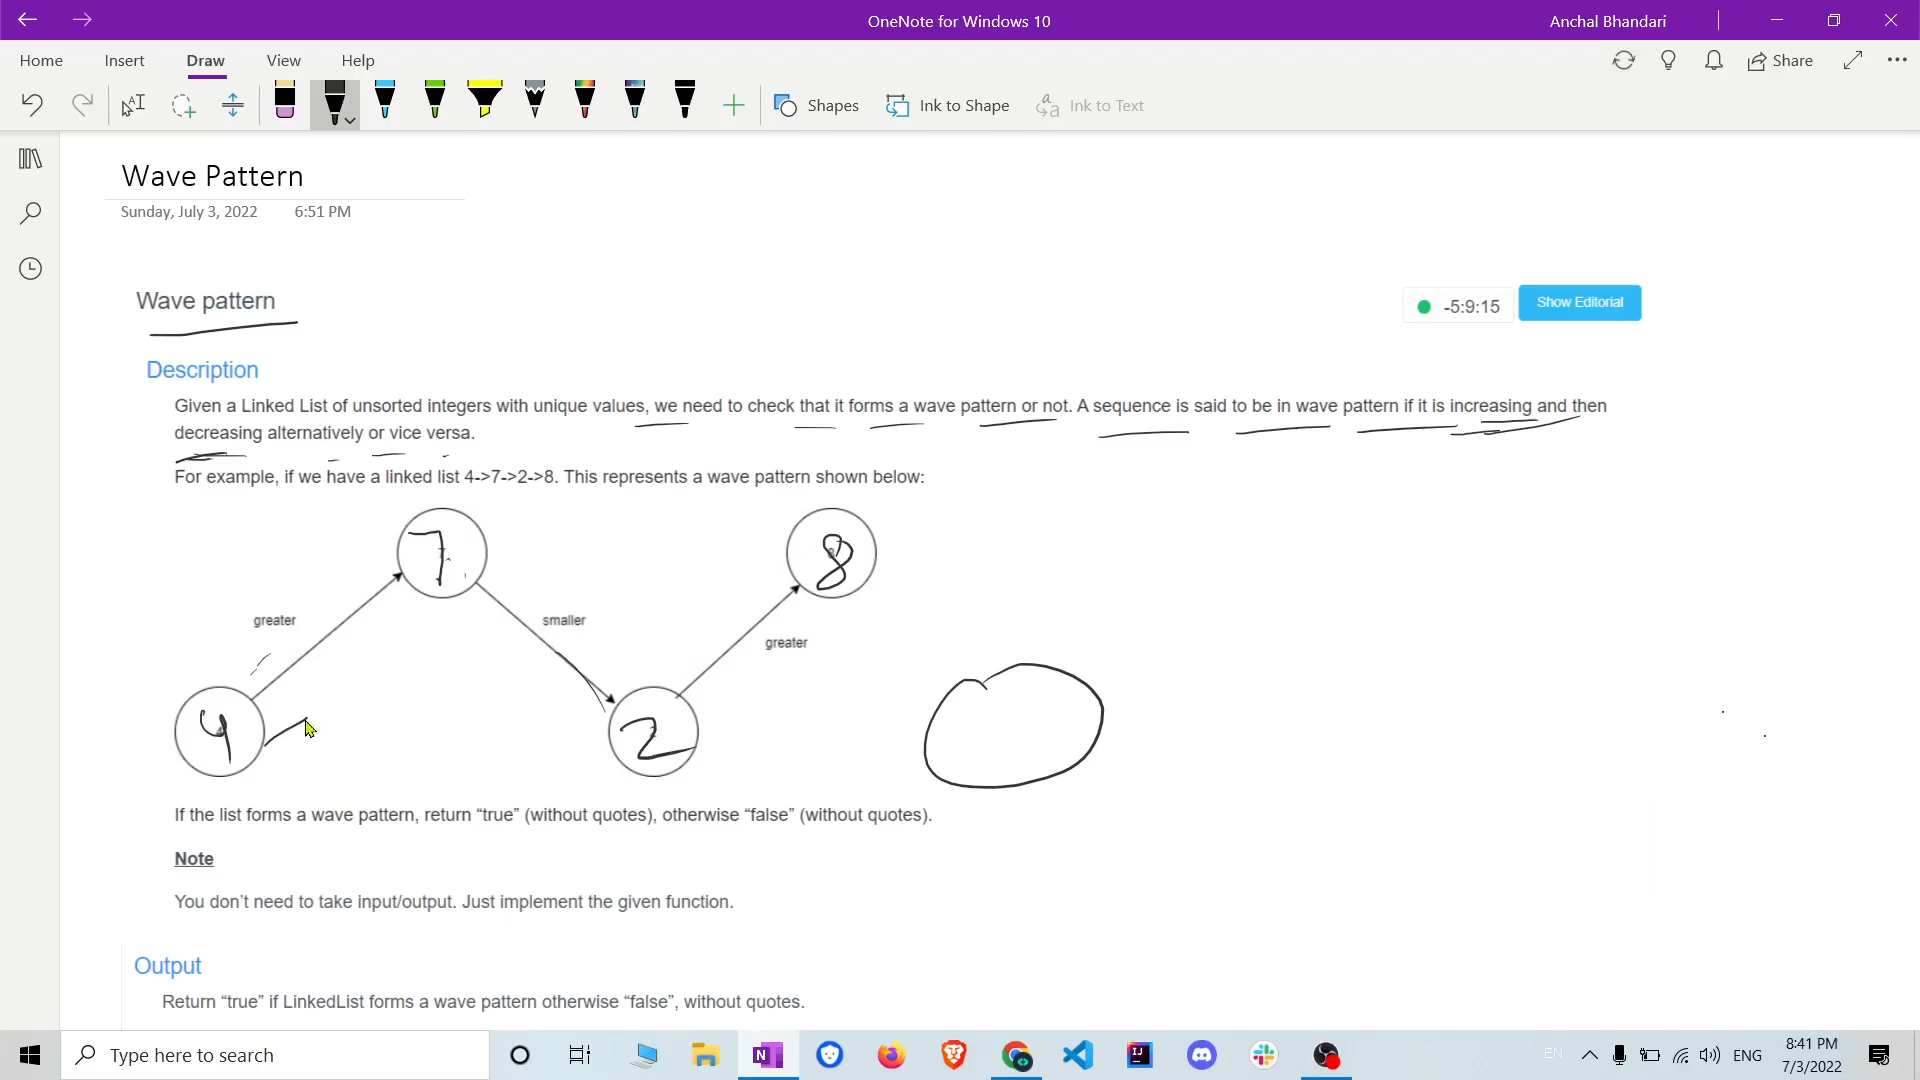 OneNote for Windows 10
Anchal Bhandari
Home Insert Draw View Help
Share
Shapes Ink to Shape Ink to Text
Wave Pattern
Sunday, July 3, 2022 6:51 PM
Wave pattern
-5:9:15 Show Editorial
Description
Given a Linked List of unsorted integers with unique values, we need to check that it forms a wave pattern or not. A sequence is said to be in wave pattern if it is increasing and then
decreasing alternatively or vice versa.
For example, if we have a linked list 4->7->2->8. This represents a wave pattern shown below:
7 8
greater smaller
greater
4 2
If the list forms a wave pattern, return “true” (without quotes), otherwise “false” (without quotes).
Note
You don’t need to take input/output. Just implement the given function.
Output
Return “true” if LinkedList forms a wave pattern otherwise “false”, without quotes.
Type here to search
EN ENG
8:41 PM
7/3/2022